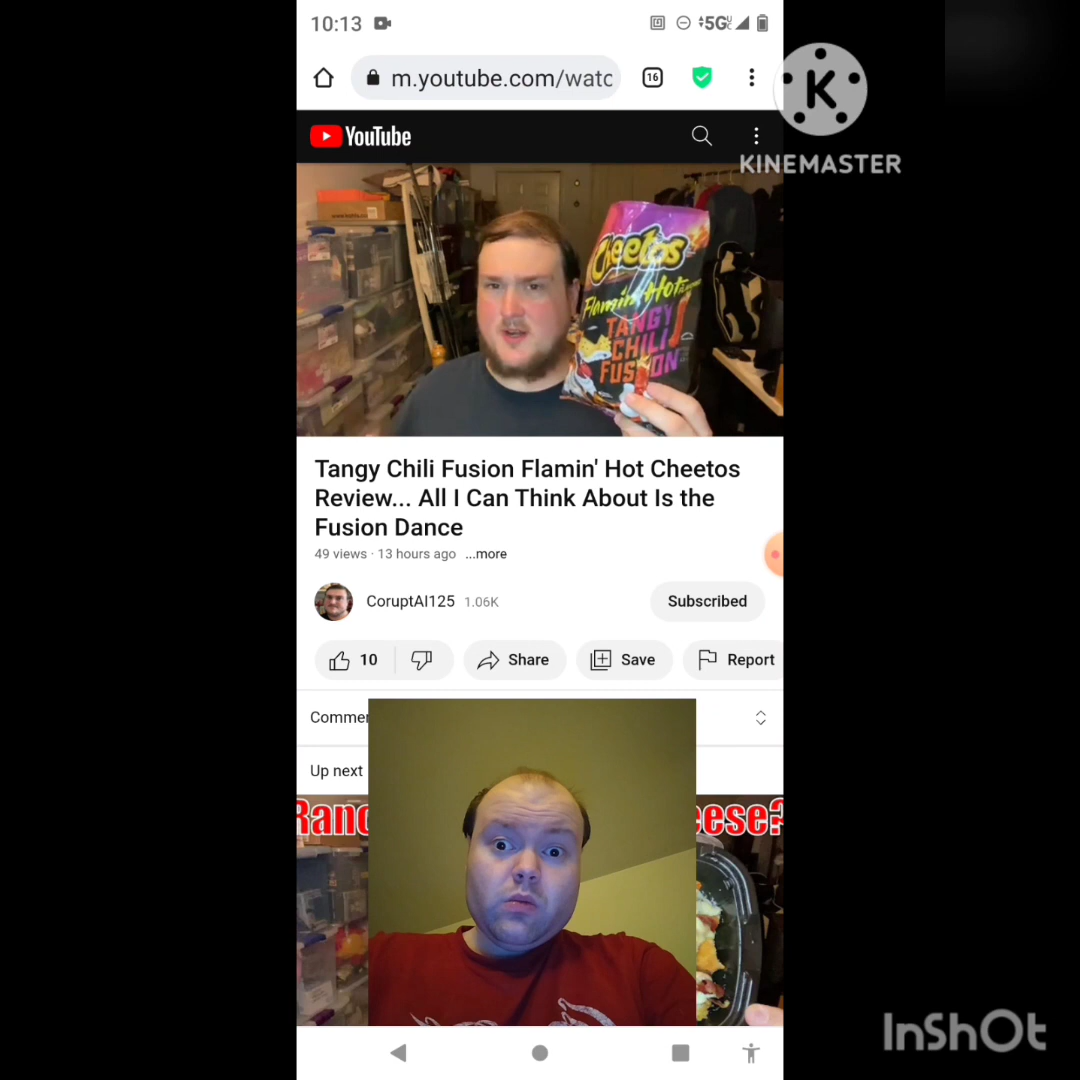 10:13
5G
m.youtube.com/watc
16
K
KINEMASTER
YouTube
Cheetos
Flamin' Hot
TANGY
CHILI
FUSION
Tangy Chili Fusion Flamin' Hot Cheetos
Review... All I Can Think About Is the
Fusion Dance
49 views · 13 hours ago ...more
CoruptAI125 1.06K
Subscribed
10
Share
Save
Report
Commen
Up next
Ranc
eese?
InShOt